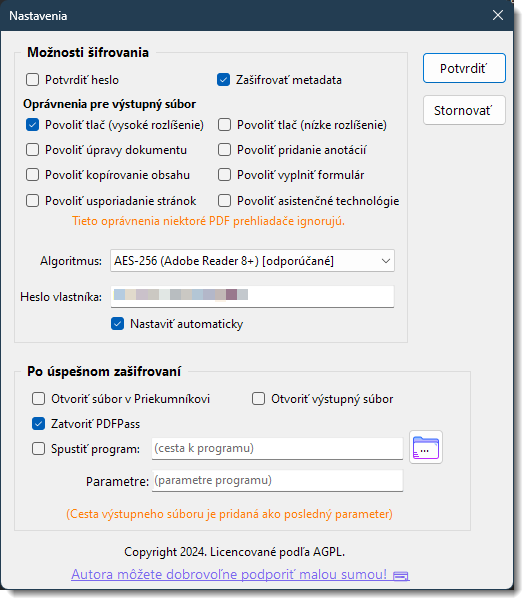 Nastavenia
Možnosti šifrovania
Potvrdiť heslo
Zašifrovať metadata
Potvrdiť
Stornovať
Oprávnenia pre výstupný súbor
Povoliť tlač (vysoké rozlíšenie)
Povoliť tlač (nízke rozlíšenie)
Povoliť úpravy dokumentu
Povoliť pridanie anotácií
Povoliť kopírovanie obsahu
Povoliť vyplniť formulár
Povoliť usporiadanie stránok
Povoliť asistenčné technológie
Tieto oprávnenia niektoré PDF prehliadače ignorujú.
Algoritmus:
AES-256 (Adobe Reader 8+) [odporúčané]
Heslo vlastníka:
Nastaviť automaticky
Po úspešnom zašifrovaní
Otvoriť súbor v Priekumníkovi
Otvoriť výstupný súbor
Zatvoriť PDFPass
Spustiť program:
(cesta k programu)
...
Parametre:
(parametre programu)
(Cesta výstupneho súboru je pridaná ako posledný parameter)
Copyright 2024. Licencované podľa AGPL.
Autora môžete dobrovoľne podporiť malou sumou!